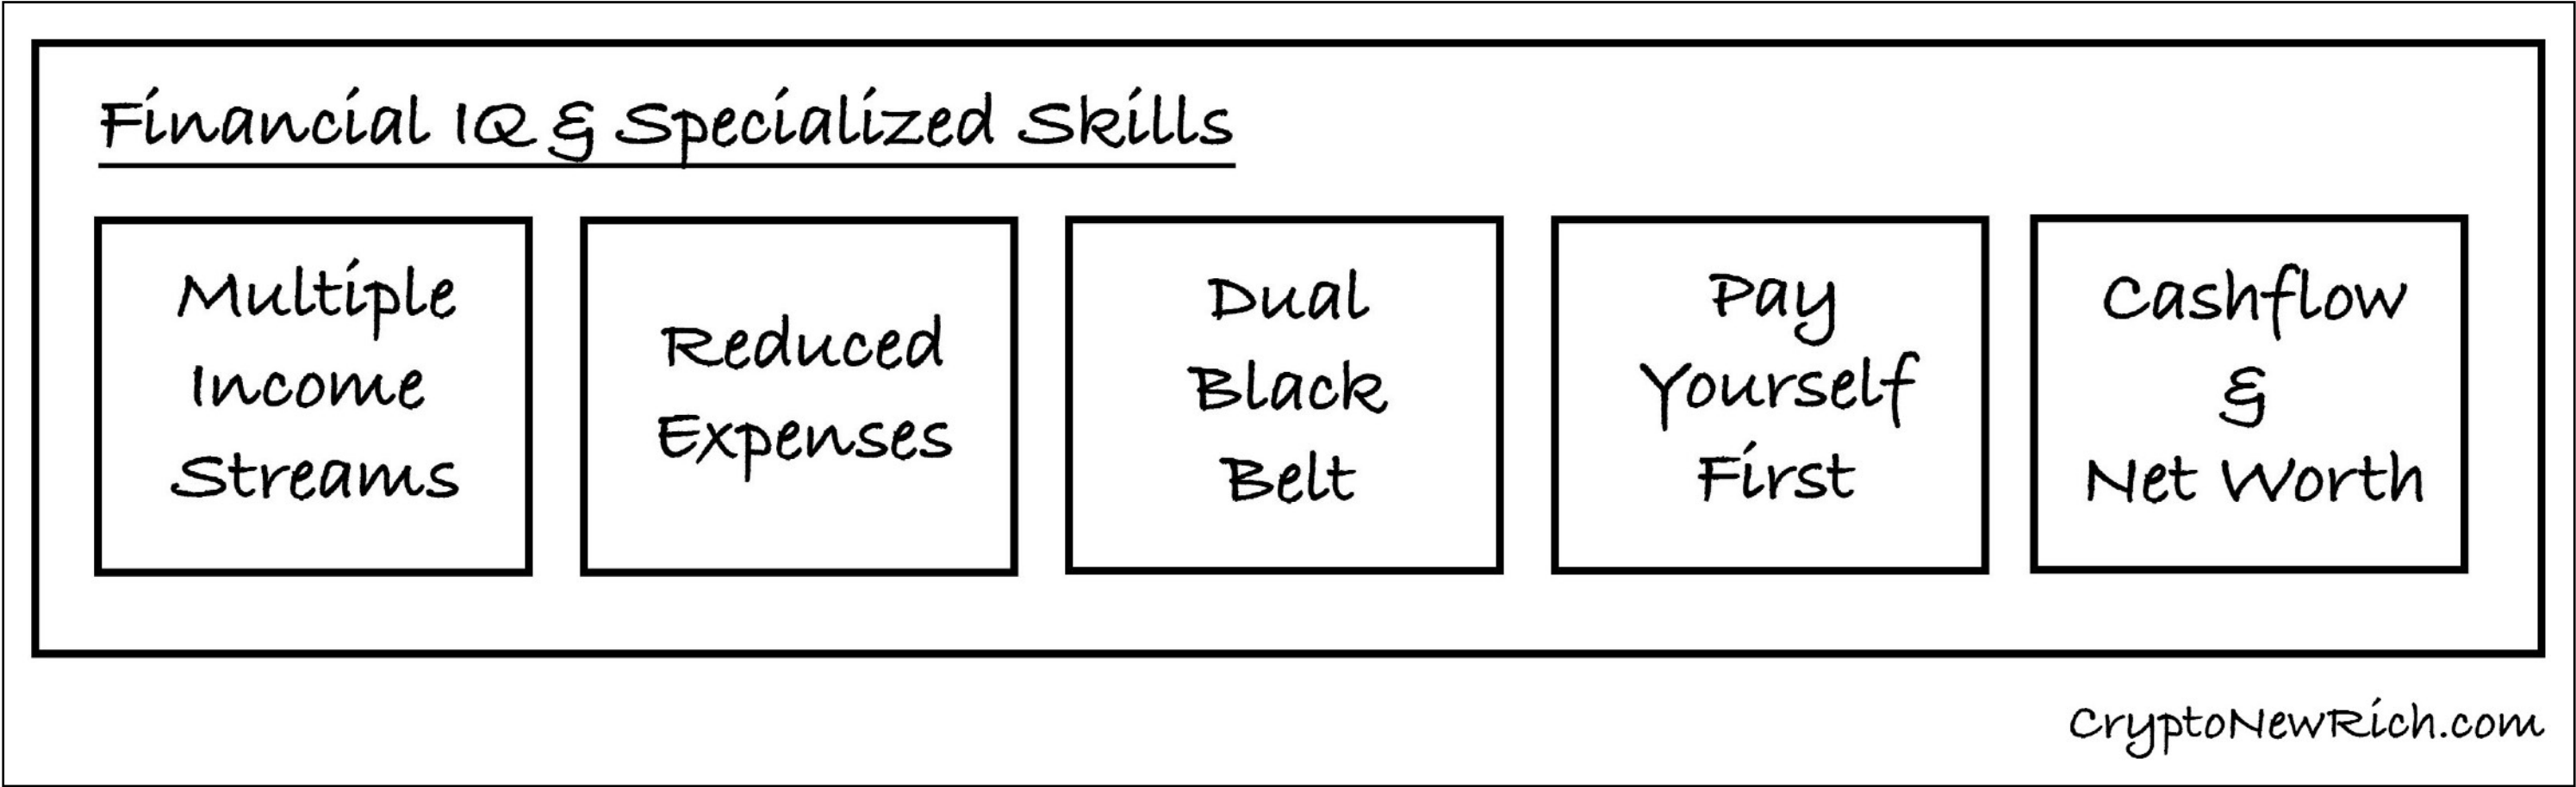 Financial IQ & Specialized Skills
Multiple
Income
Streams
Reduced
Expenses
Dual
Black
Belt
Pay
Yourself
First
Cashflow
&
Net Worth
CryptoNewRich.com